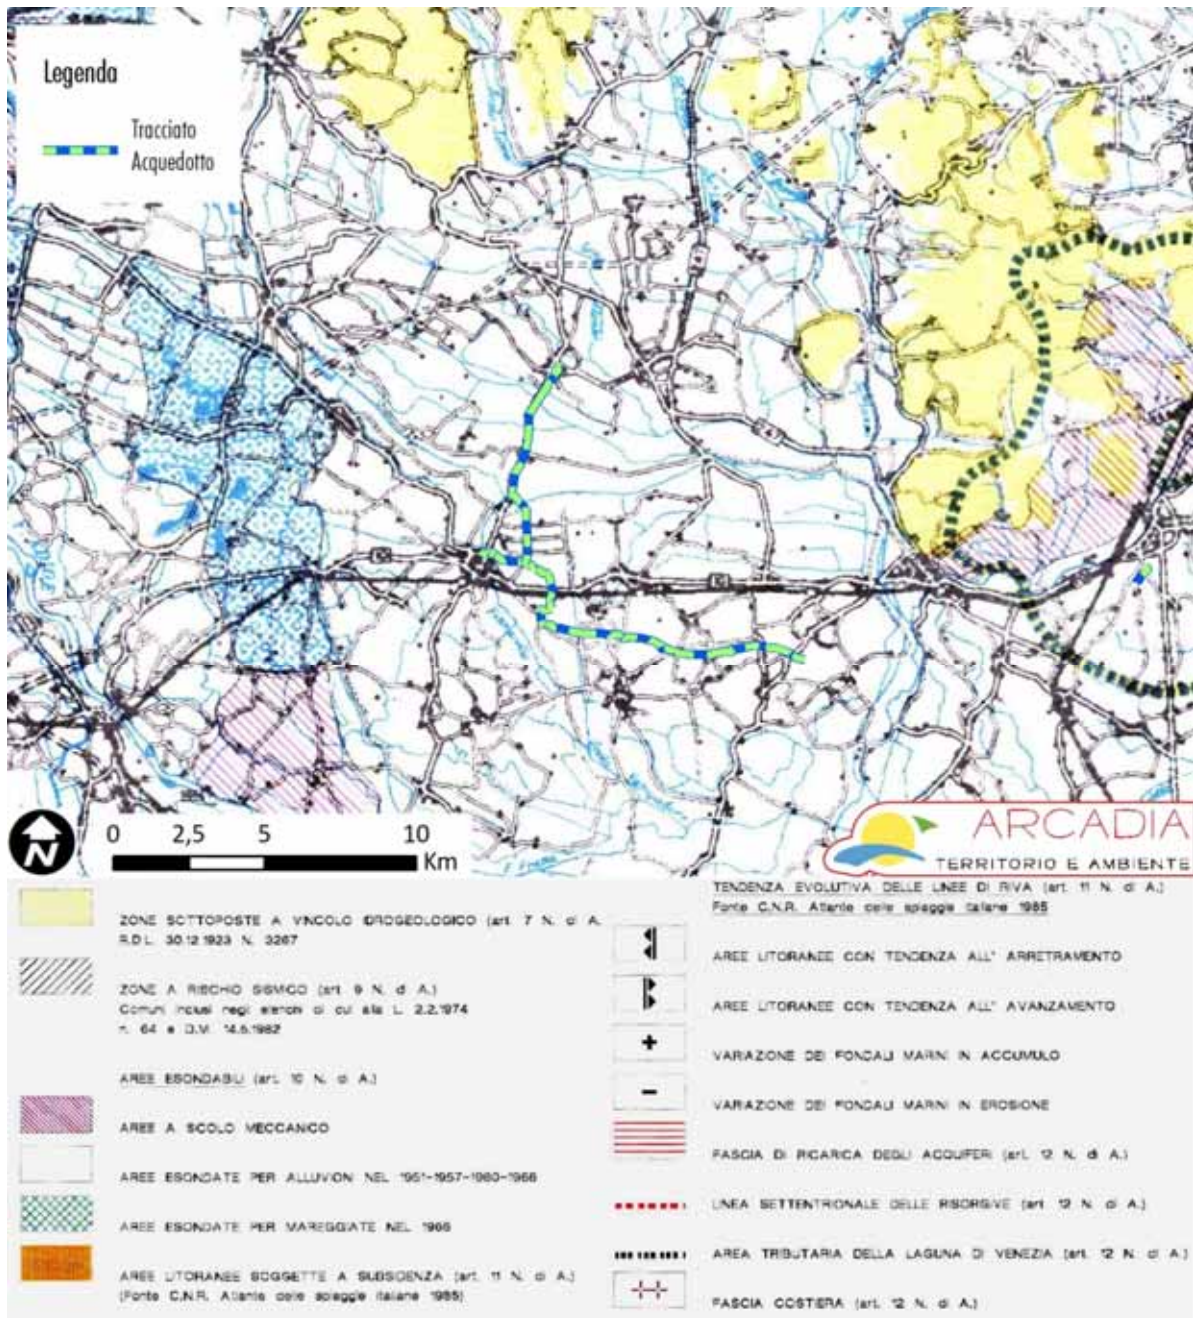 Legenda
Tracciato
Acquedotto
N
0 2,5 5 10
Km
ARCADIA
TERRITORIO E AMBIENTE
ZONE SOTTOPOSTE A VINCOLO IDROGEOLOGICO (art. 7 N. di A.
R.D.L. 30.12.1923 N. 3267
ZONE A RISCHIO SISMICO (art. 9 N. di A.)
Comuni inclusi negli elenchi di cui alla L. 2.2.1974
n. 64 e D.M. 14.5.1982
AREE ESONDABILI (art. 10 N. di A.)
AREE A SCOLO MECCANICO
AREE ESONDATE PER ALLUVIONI NEL 1951-1957-1960-1966
AREE ESONDATE PER MAREGGIATE NEL 1966
AREE LITORANEE SOGGETTE A SUBSIDENZA (art. 11 N. di A.)
(Fonte C.N.R. Atlante delle spiagge italiane 1985)
TENDENZA EVOLUTIVA DELLE LINEE DI RIVA (art. 11 N. di A.)
Fonte C.N.R. Atlante delle spiagge italiane 1985
AREE LITORANEE CON TENDENZA ALL' ARRETRAMENTO
AREE LITORANEE CON TENDENZA ALL' AVANZAMENTO
VARIAZIONE DEI FONDALI MARINI IN ACCUMULO
VARIAZIONE DEI FONDALI MARINI IN EROSIONE
FASCIA DI RICARICA DEGLI ACQUIFERI (art. 12 N. di A.)
LINEA SETTENTRIONALE DELLE RISORGIVE (art. 12 N. di A.)
AREA TRIBUTARIA DELLA LAGUNA DI VENEZIA (art. 12 N. di A.)
FASCIA COSTIERA (art. 12 N. di A.)